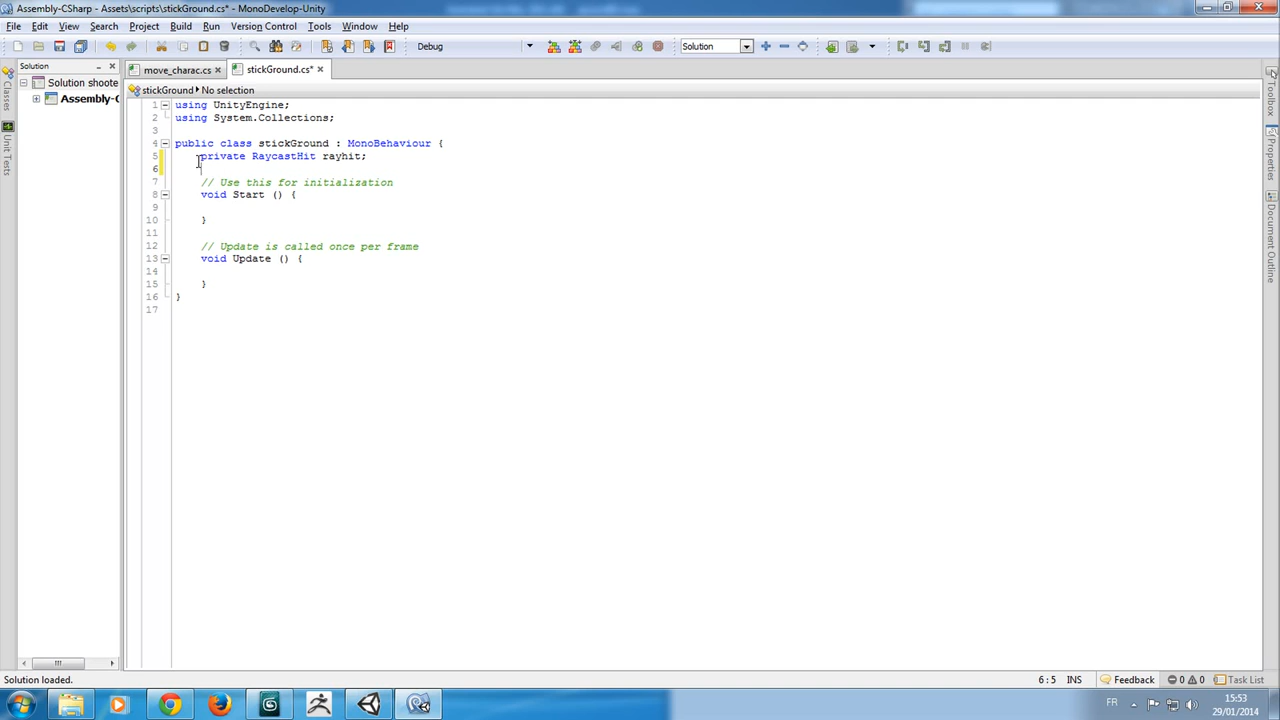 Assembly-CSharp - Assets\scripts\stickGround.cs* - MonoDevelop-Unity
File Edit View Search Project Build Run Version Control Tools Window Help
Debug Solution
Solution
move_charac.cs stickGround.cs*
Solution shoote
Assembly-C
stickGround No selection
1 using UnityEngine;
2 using System.Collections;
3
4 public class stickGround : MonoBehaviour {
5 private RaycastHit rayhit;
6
7 // Use this for initialization
8 void Start () {
9
10 }
11
12 // Update is called once per frame
13 void Update () {
14
15 }
16 }
17
Classes
Unit Tests
Toolbox
Properties
Document Outline
Solution loaded. 6 : 5 INS Feedback 0 0 Task List
FR 15:53
29/01/2014